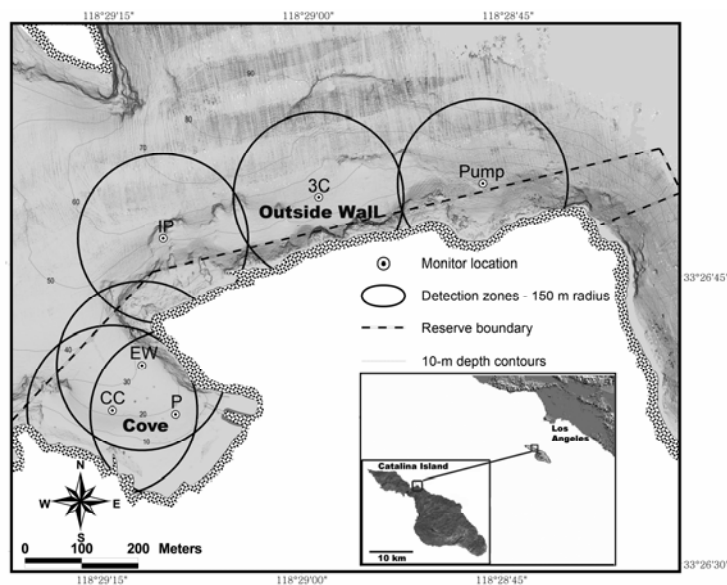 118°29'15" 118°29'00" 118°28'45"
90
80
70
60
50
40
30
20
10
Pump
3C
Outside Wall
IP
Monitor location
Detection zones - 150 m radius
Reserve boundary
10-m depth contours
33°26'45"
EW
CC
P
Cove
Los
Angeles
Catalina Island
10 km
N
W E
S
0 100 200 Meters
118°29'15" 118°29'00" 118°28'45"
33°26'30"